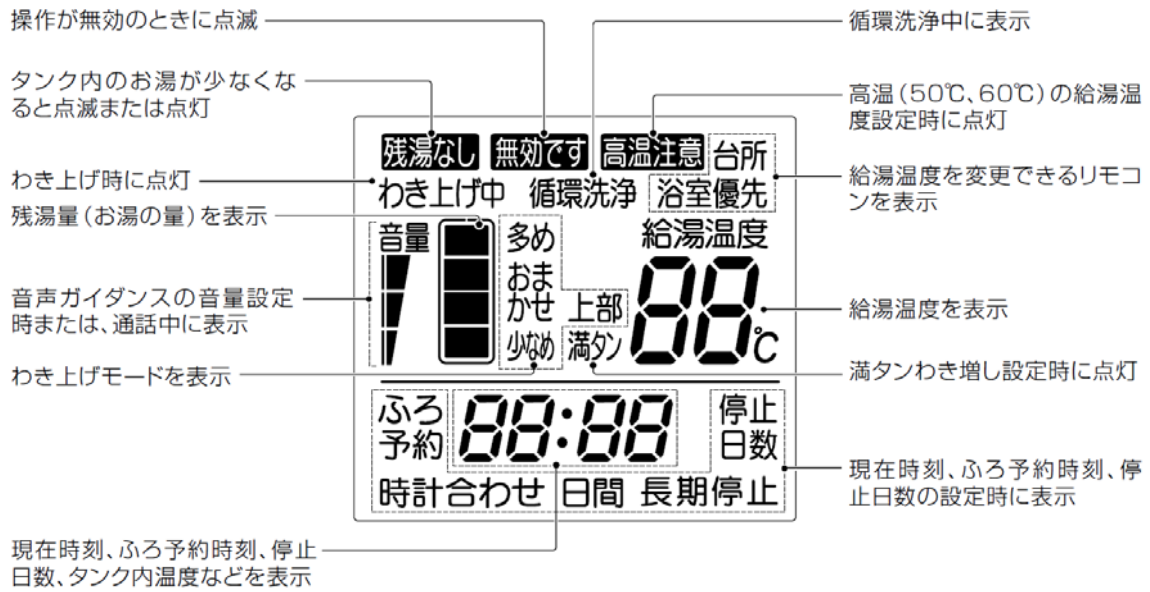 操作が無効のときに点滅
循環洗浄中に表示
タンク内のお湯が少なくな
ると点滅または点灯
高温(50℃、60℃)の給湯温
度設定時に点灯
残湯なし 無効です 高温注意 台所
わき上げ時に点灯
わき上げ中 循環洗浄 浴室優先
給湯温度を変更できるリモコ
ンを表示
残湯量(お湯の量)を表示
音量 多め 給湯温度
おま
かせ 上部
88℃
音声ガイダンスの音量設定
時または、通話中に表示
給湯温度を表示
少なめ 満タン
わき上げモードを表示
満タンわき増し設定時に点灯
ふろ
予約
88:88
停止
日数
時計合わせ 日間 長期停止
現在時刻、ふろ予約時刻、停
止日数の設定時に表示
現在時刻、ふろ予約時刻、停止
日数、タンク内温度などを表示